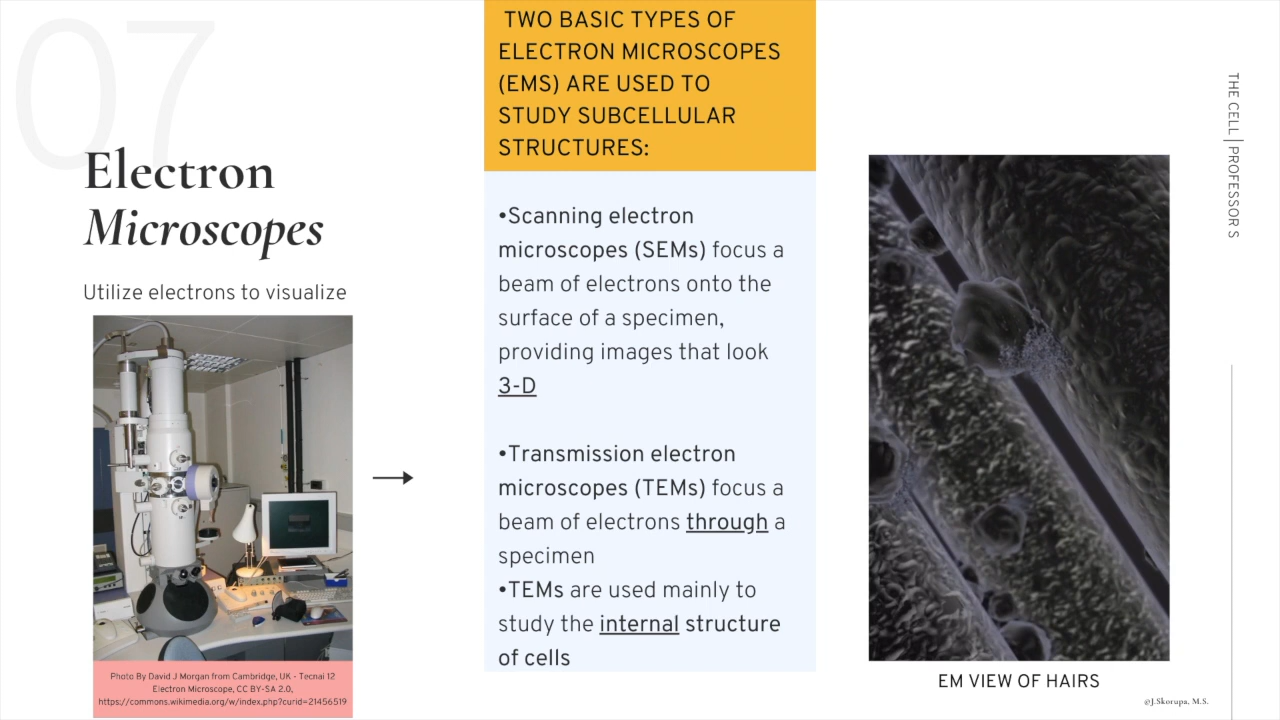 07
Electron
Microscopes
Utilize electrons to visualize
Photo By David J Morgan from Cambridge, UK - Tecnai 12
Electron Microscope, CC BY-SA 2.0,
https://commons.wikimedia.org/w/index.php?curid=21456519
TWO BASIC TYPES OF
ELECTRON MICROSCOPES
(EMS) ARE USED TO
STUDY SUBCELLULAR
STRUCTURES:
•Scanning electron
microscopes (SEMs) focus a
beam of electrons onto the
surface of a specimen,
providing images that look
3-D
•Transmission electron
microscopes (TEMs) focus a
beam of electrons through a
specimen
•TEMs are used mainly to
study the internal structure
of cells
EM VIEW OF HAIRS
@J.Skorupa, M.S.
THE CELL | PROFESSOR S